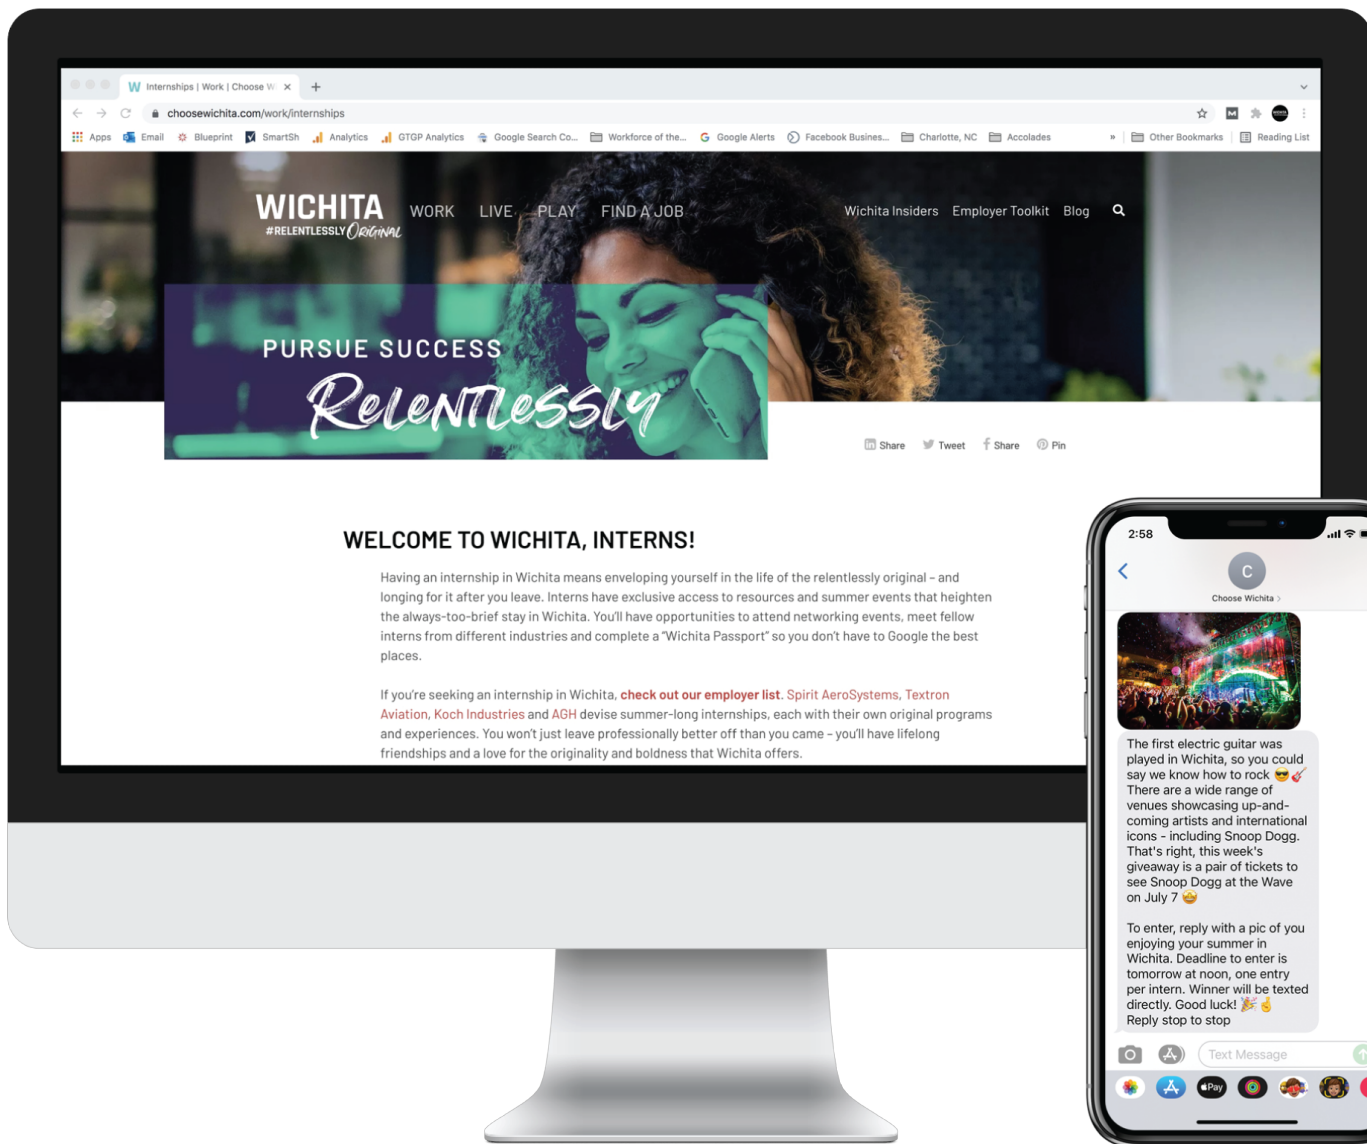 Internships | Work | Choose W
choosewichita.com/work/internships
Apps Email Blueprint SmartSh Analytics GTGP Analytics Google Search Co... Workforce of the... Google Alerts Facebook Busines... Charlotte, NC Accolades » Other Bookmarks Reading List
WICHITA WORK LIVE PLAY FIND A JOB Wichita Insiders Employer Toolkit Blog
#RELENTLESSLY ORIGINAL
PURSUE SUCCESS
RELENTLESSLY
Share Tweet Share Pin
WELCOME TO WICHITA, INTERNS!
Having an internship in Wichita means enveloping yourself in the life of the relentlessly original – and
longing for it after you leave. Interns have exclusive access to resources and summer events that heighten
the always-too-brief stay in Wichita. You'll have opportunities to attend networking events, meet fellow
interns from different industries and complete a "Wichita Passport" so you don't have to Google the best
places.
If you're seeking an internship in Wichita, check out our employer list. Spirit AeroSystems, Textron
Aviation, Koch Industries and AGH devise summer-long internships, each with their own original programs
and experiences. You won't just leave professionally better off than you came – you'll have lifelong
friendships and a love for the originality and boldness that Wichita offers.
2:58
C
Choose Wichita
The first electric guitar was
played in Wichita, so you could
say we know how to rock 😎🎸
There are a wide range of
venues showcasing up-and-
coming artists and international
icons - including Snoop Dogg.
That's right, this week's
giveaway is a pair of tickets to
see Snoop Dogg at the Wave
on July 7 🤩
To enter, reply with a pic of you
enjoying your summer in
Wichita. Deadline to enter is
tomorrow at noon, one entry
per intern. Winner will be texted
directly. Good luck! 🎉🤞
Reply stop to stop
Text Message
Pay